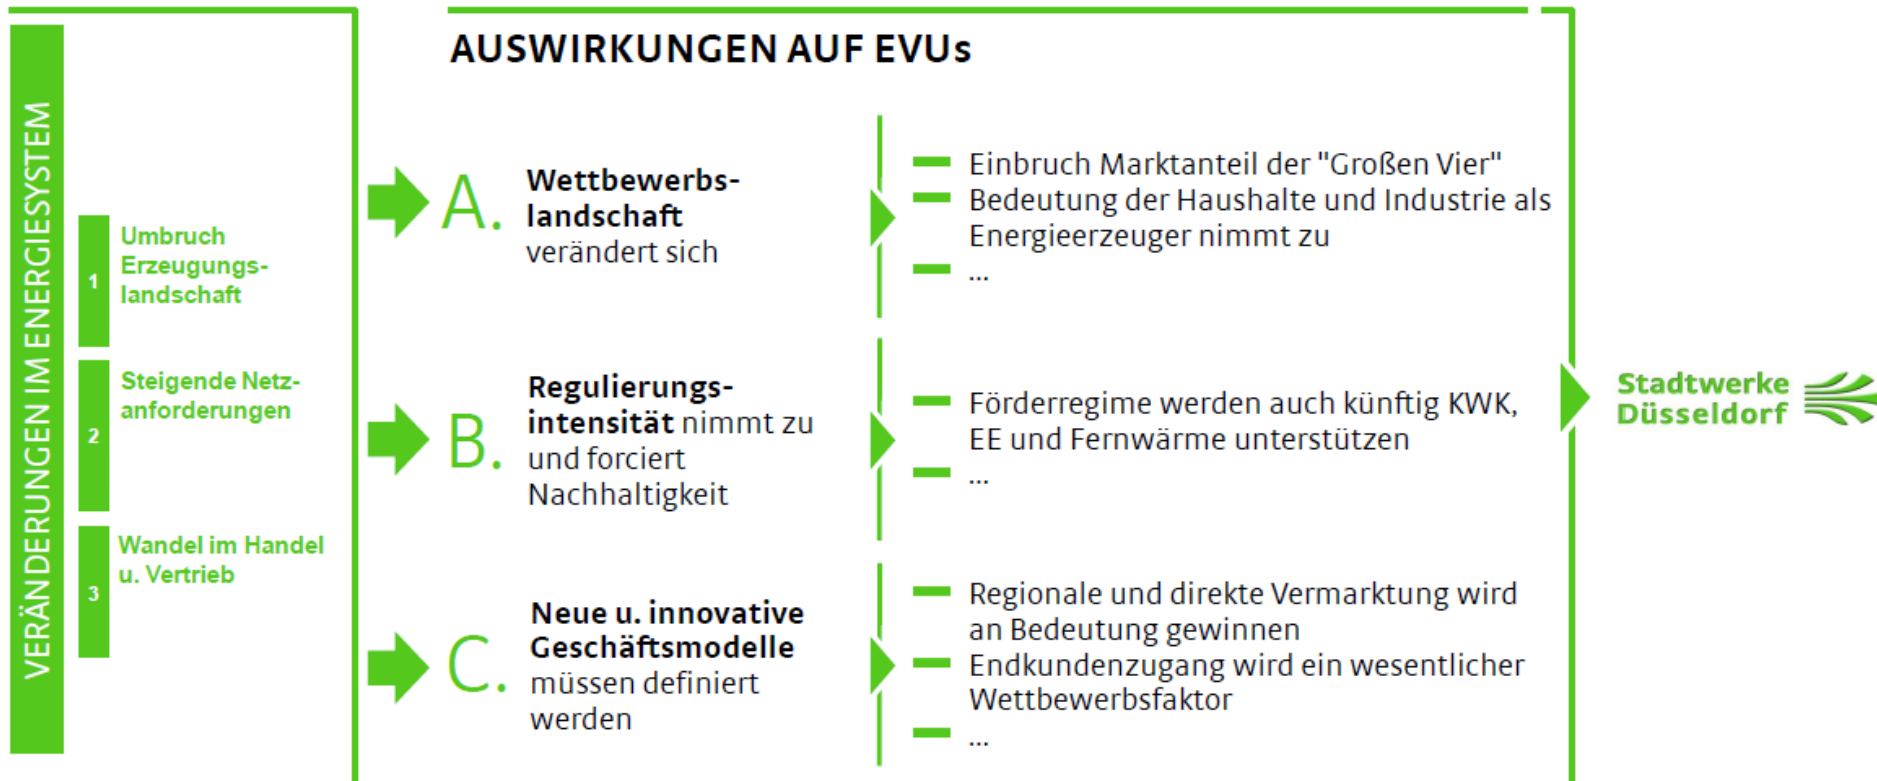 VERÄNDERUNGEN IM ENERGIESYSTEM
1
Umbruch
Erzeugungs-
landschaft
2
Steigende Netz-
anforderungen
3
Wandel im Handel
u. Vertrieb
AUSWIRKUNGEN AUF EVUs
A.
Wettbewerbs-
landschaft
verändert sich
Einbruch Marktanteil der "Großen Vier"
Bedeutung der Haushalte und Industrie als
Energieerzeuger nimmt zu
...
B.
Regulierungs-
intensität nimmt zu
und forciert
Nachhaltigkeit
Förderregime werden auch künftig KWK,
EE und Fernwärme unterstützen
...
C.
Neue u. innovative
Geschäftsmodelle
müssen definiert
werden
Regionale und direkte Vermarktung wird
an Bedeutung gewinnen
Endkundenzugang wird ein wesentlicher
Wettbewerbsfaktor
...
Stadtwerke
Düsseldorf